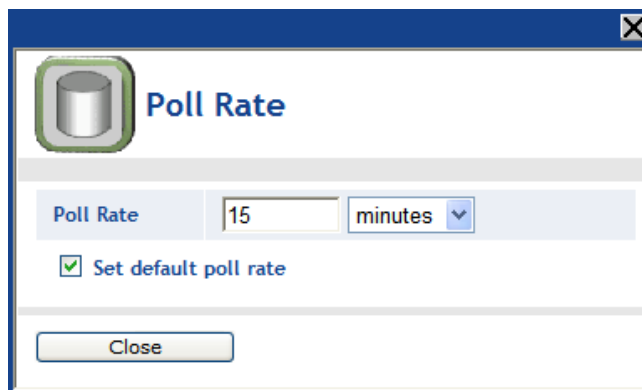 Poll Rate
Poll Rate 15 minutes
Set default poll rate
Close